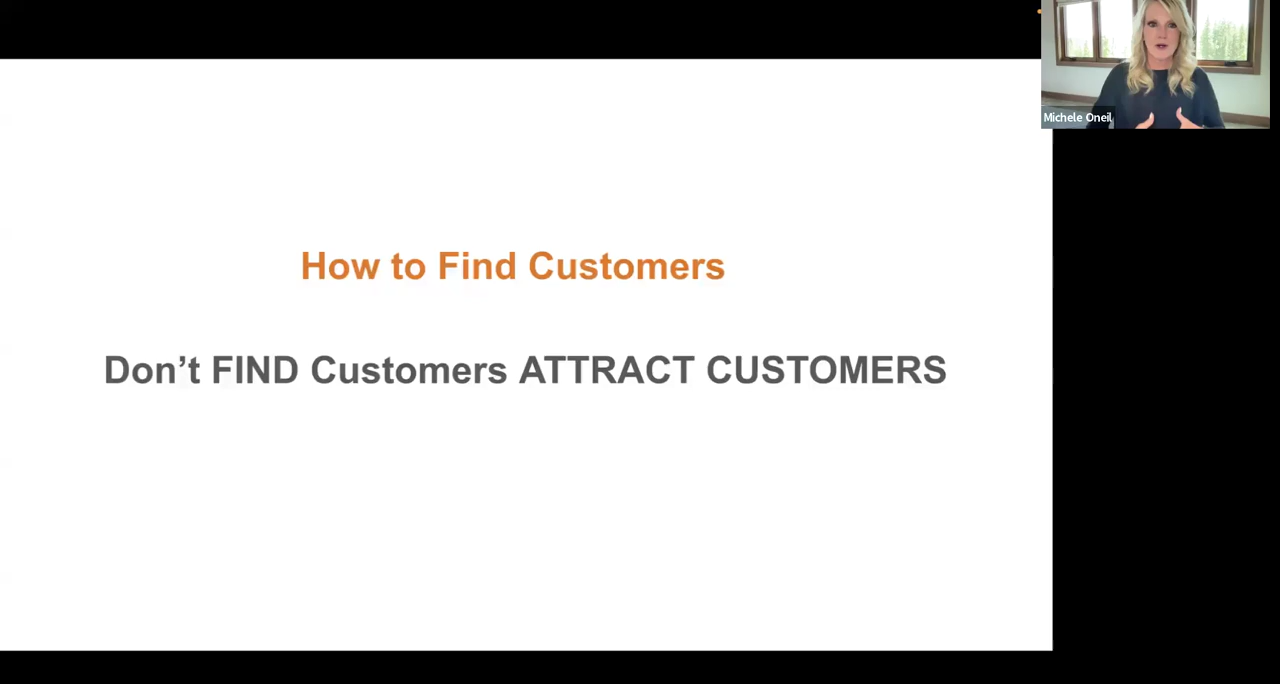 Michele Oneil
How to Find Customers
Don’t FIND Customers ATTRACT CUSTOMERS